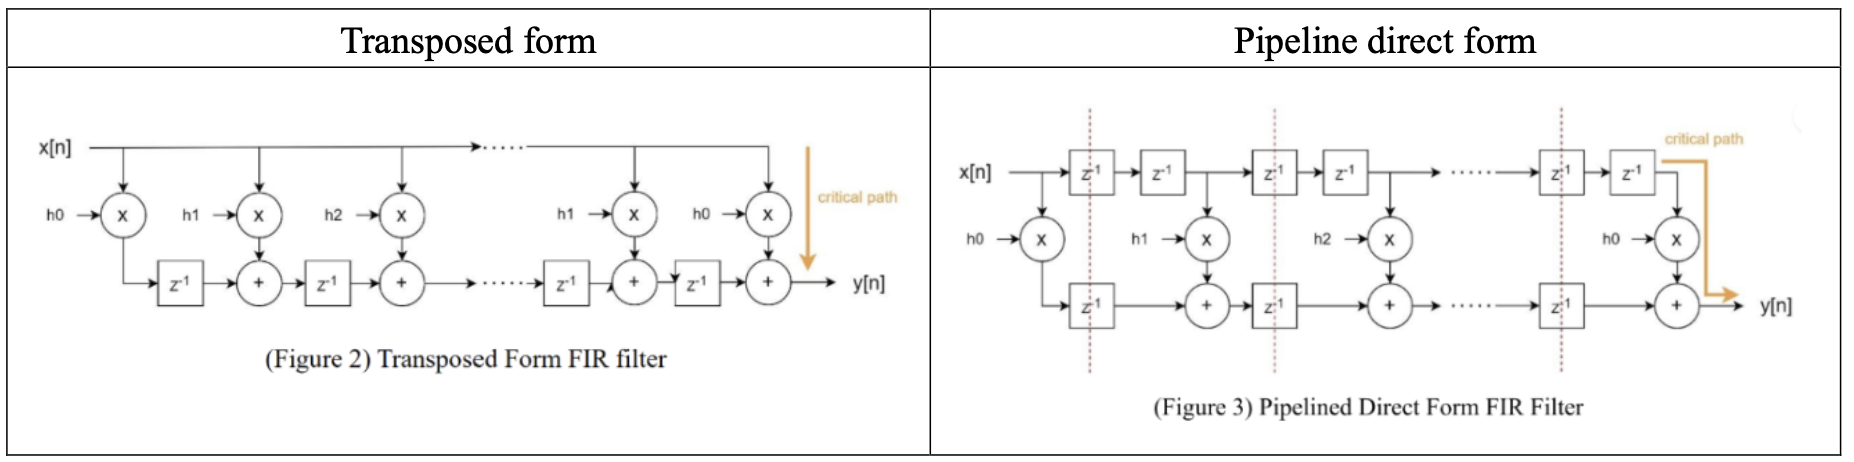 Transposed form
x[n]
h0 x h1 x h2 x h1 x h0 x
critical path
z-1 + z-1 + z-1 + z-1 + y[n]
(Figure 2) Transposed Form FIR filter
Pipeline direct form
critical path
x[n] z-1 z-1 z-1 z-1 z-1 z-1
h0 x h1 x h2 x h0 x
z-1 + z-1 + z-1 + y[n]
(Figure 3) Pipelined Direct Form FIR Filter